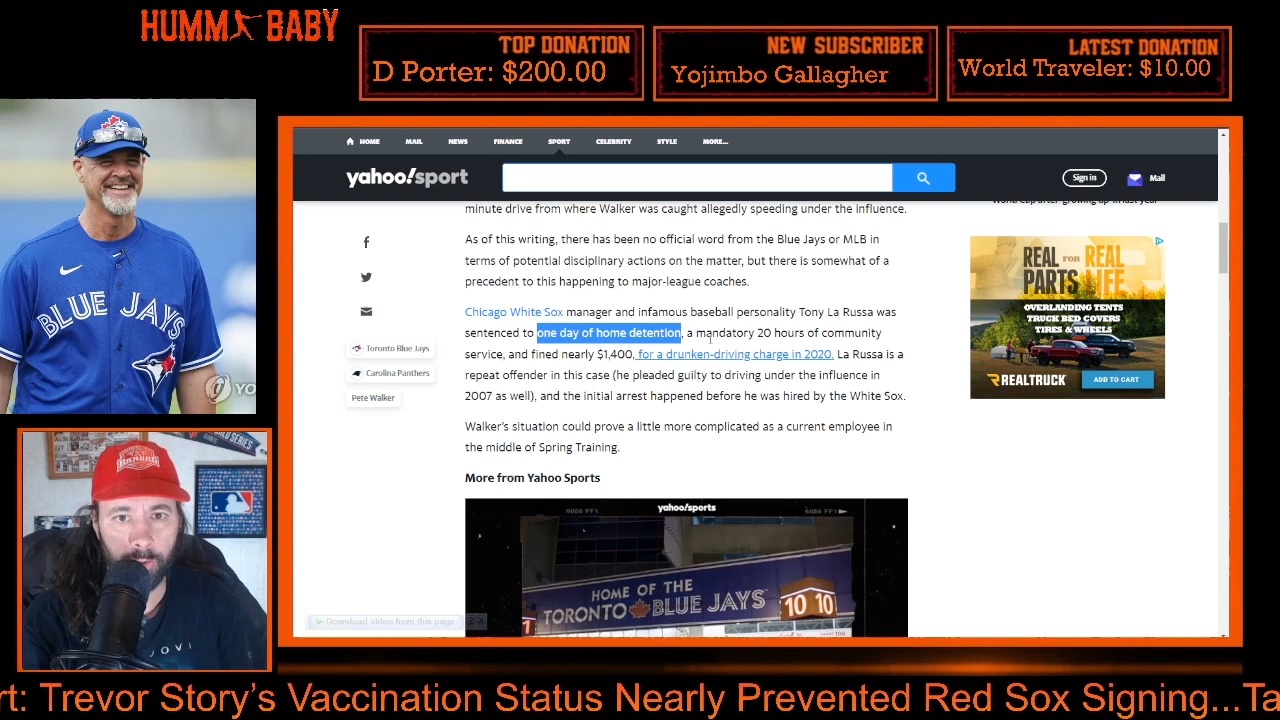 HUMM BABY
TOP DONATION
D Porter: $200.00
NEW SUBSCRIBER
Yojimbo Gallagher
LATEST DONATION
World Traveler: $10.00
HOME MAIL NEWS FINANCE SPORT CELEBRITY STYLE MORE...
yahoo!sport
Sign in
Mail
minute drive from where Walker was caught allegedly speeding under the influence.
As of this writing, there has been no official word from the Blue Jays or MLB in
terms of potential disciplinary actions on the matter, but there is somewhat of a
precedent to this happening to major-league coaches.
Chicago White Sox manager and infamous baseball personality Tony La Russa was
sentenced to one day of home detention, a mandatory 20 hours of community
service, and fined nearly $1,400, for a drunken-driving charge in 2020. La Russa is a
repeat offender in this case (he pleaded guilty to driving under the influence in
2007 as well), and the initial arrest happened before he was hired by the White Sox.
Walker's situation could prove a little more complicated as a current employee in
the middle of Spring Training.
More from Yahoo Sports
Toronto Blue Jays
Carolina Panthers
Pete Walker
REAL FOR REAL
PARTS LIFE
OVERLANDING TENTS
TRUCK BED COVERS
TIRES & WHEELS
REALTRUCK
ADD TO CART
yahoo!sports
HOME OF THE
TORONTO BLUE JAYS
10 10
Download video from this page
BLUE JAYS
YO
JOVI
rt: Trevor Story's Vaccination Status Nearly Prevented Red Sox Signing...Ta